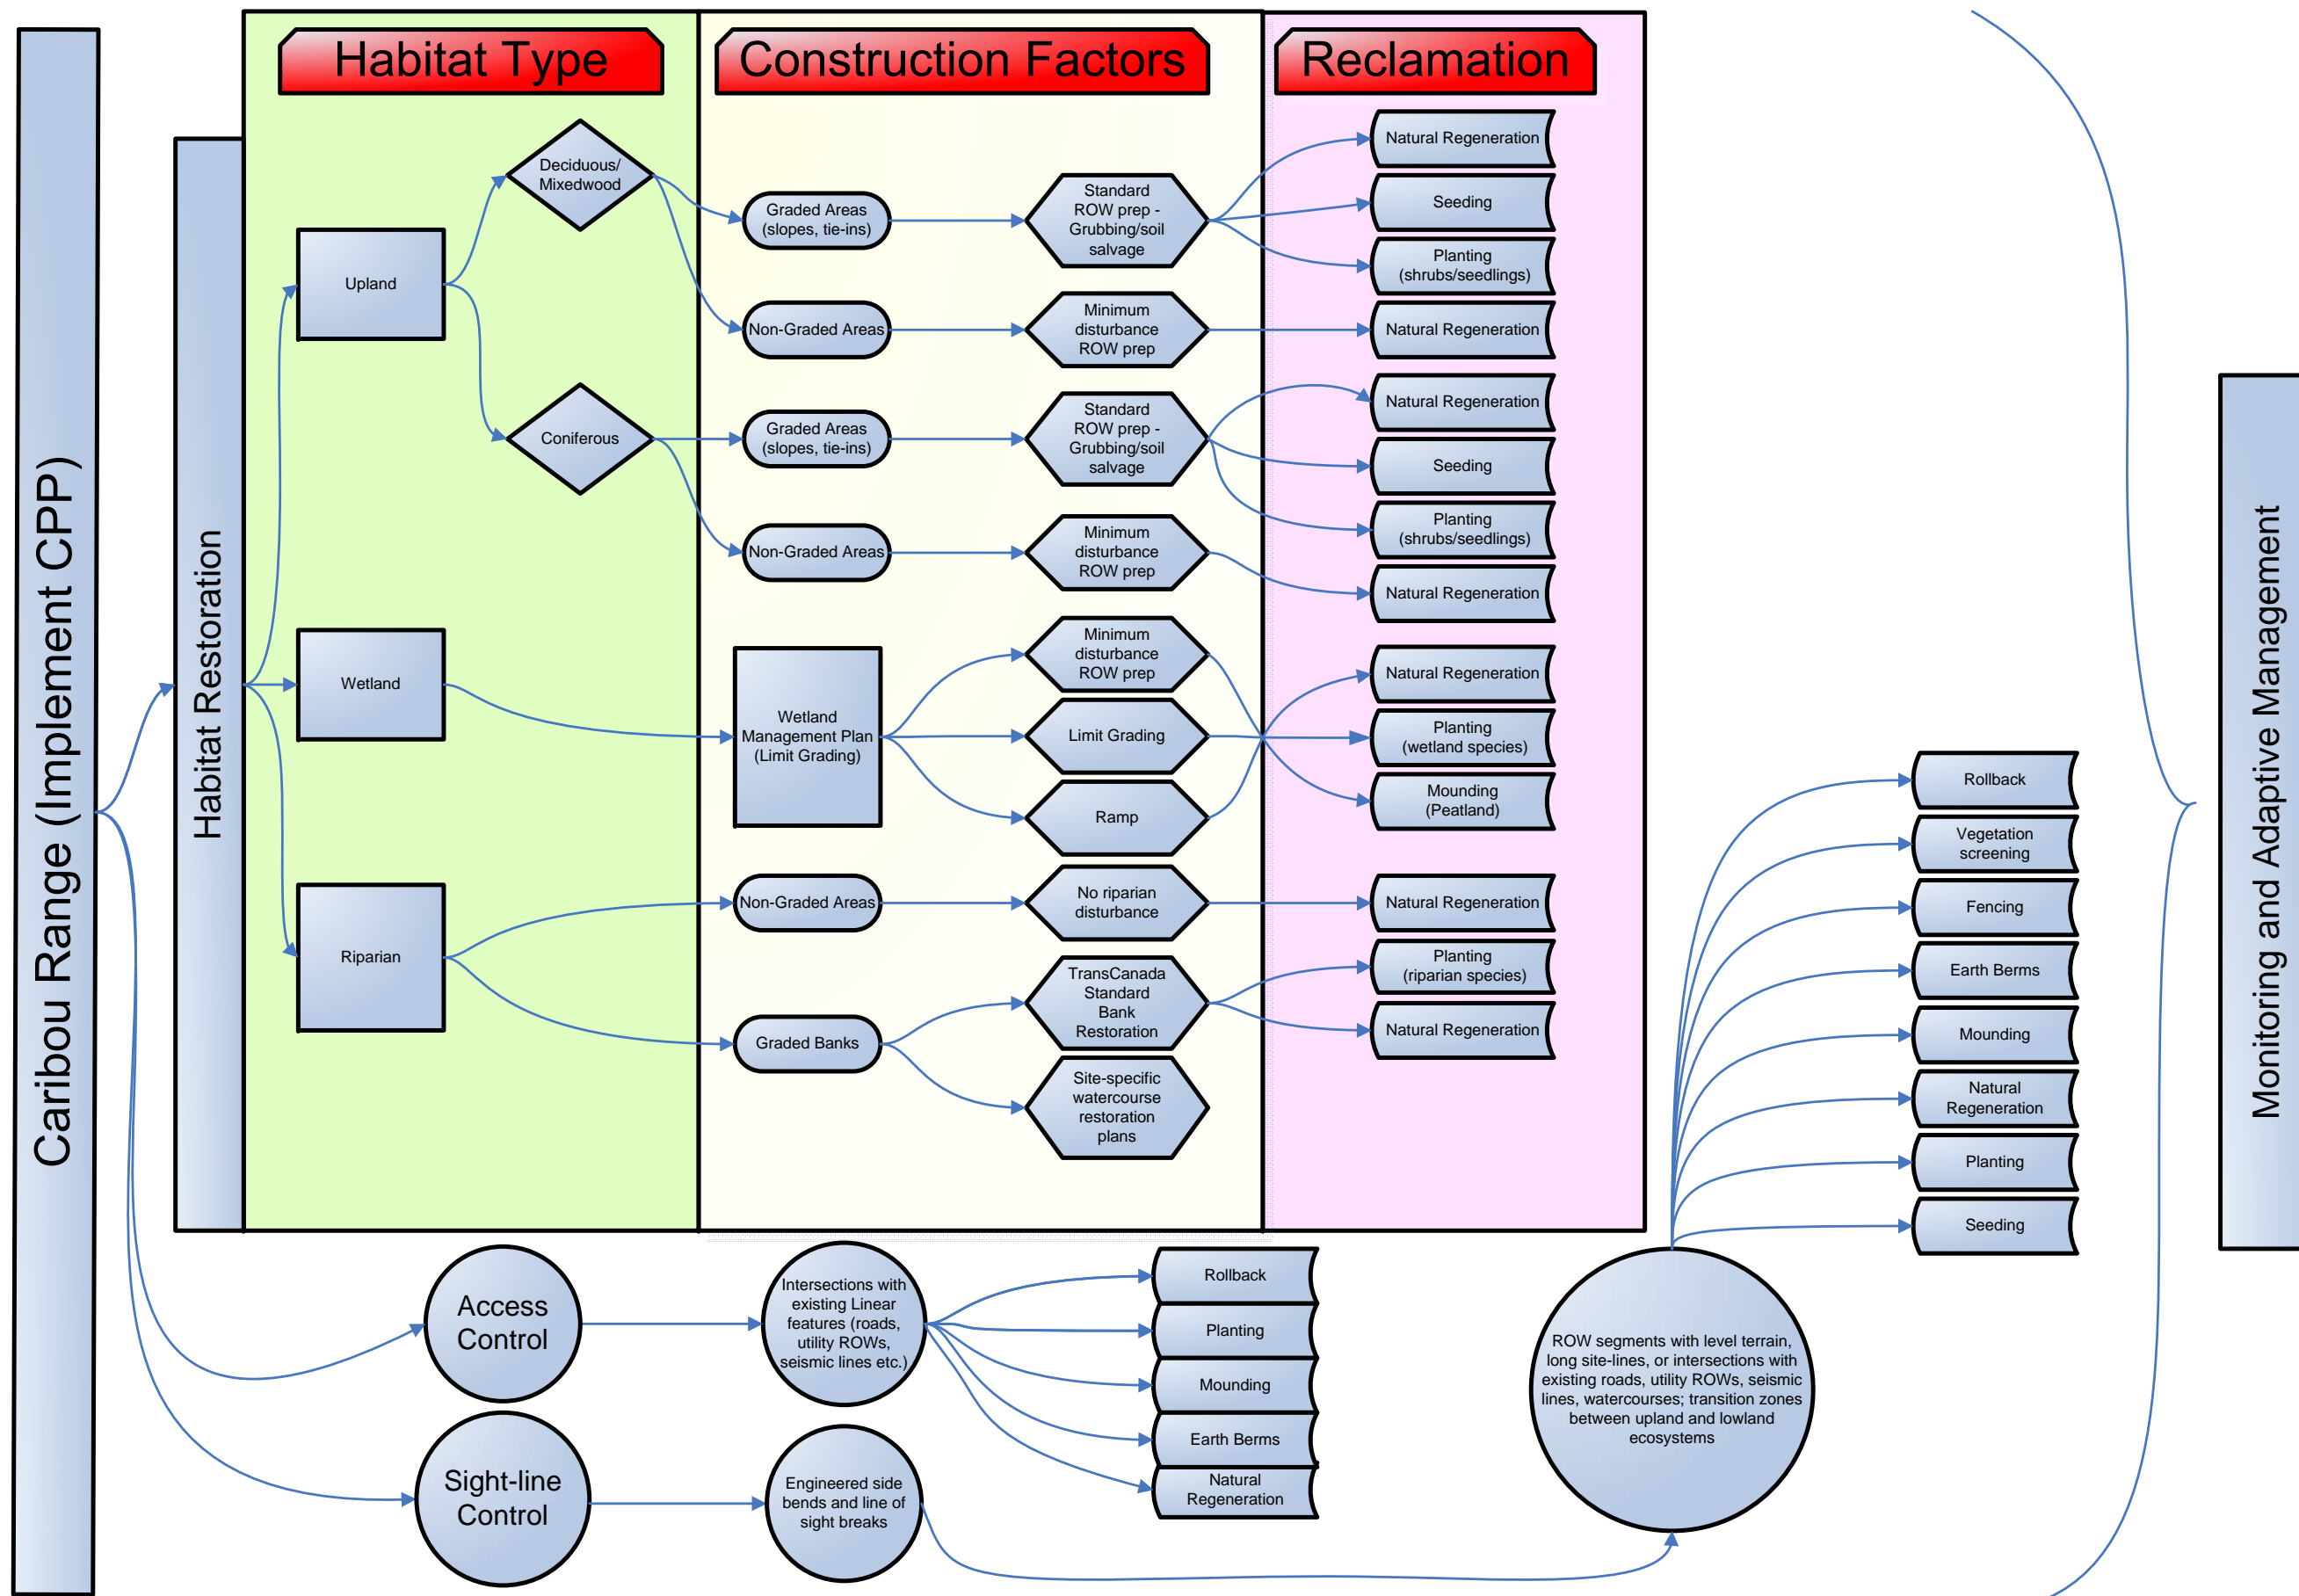 Caribou Range (Implement CPP)
Habitat Restoration
Habitat Type
Construction Factors
Reclamation
Upland
Deciduous/
Mixedwood
Coniferous
Wetland
Riparian
Graded Areas
(slopes, tie-ins)
Non-Graded Areas
Graded Areas
(slopes, tie-ins)
Non-Graded Areas
Wetland
Management Plan
(Limit Grading)
Non-Graded Areas
Graded Banks
Standard
ROW prep -
Grubbing/soil
salvage
Minimum
disturbance
ROW prep
Standard
ROW prep -
Grubbing/soil
salvage
Minimum
disturbance
ROW prep
Minimum
disturbance
ROW prep
Limit Grading
Ramp
No riparian
disturbance
TransCanada
Standard
Bank
Restoration
Site-specific
watercourse
restoration
plans
Natural Regeneration
Seeding
Planting
(shrubs/seedlings)
Natural Regeneration
Natural Regeneration
Seeding
Planting
(shrubs/seedlings)
Natural Regeneration
Natural Regeneration
Planting
(wetland species)
Mounding
(Peatland)
Natural Regeneration
Planting
(riparian species)
Natural Regeneration
Access
Control
Intersections with
existing Linear
features (roads,
utility ROWs,
seismic lines etc.)
Rollback
Planting
Mounding
Earth Berms
Natural
Regeneration
Sight-line
Control
Engineered side
bends and line of
sight breaks
ROW segments with level terrain,
long site-lines, or intersections with
existing roads, utility ROWs, seismic
lines, watercourses; transition zones
between upland and lowland
ecosystems
Rollback
Vegetation
screening
Fencing
Earth Berms
Mounding
Natural
Regeneration
Planting
Seeding
Monitoring and Adaptive Management